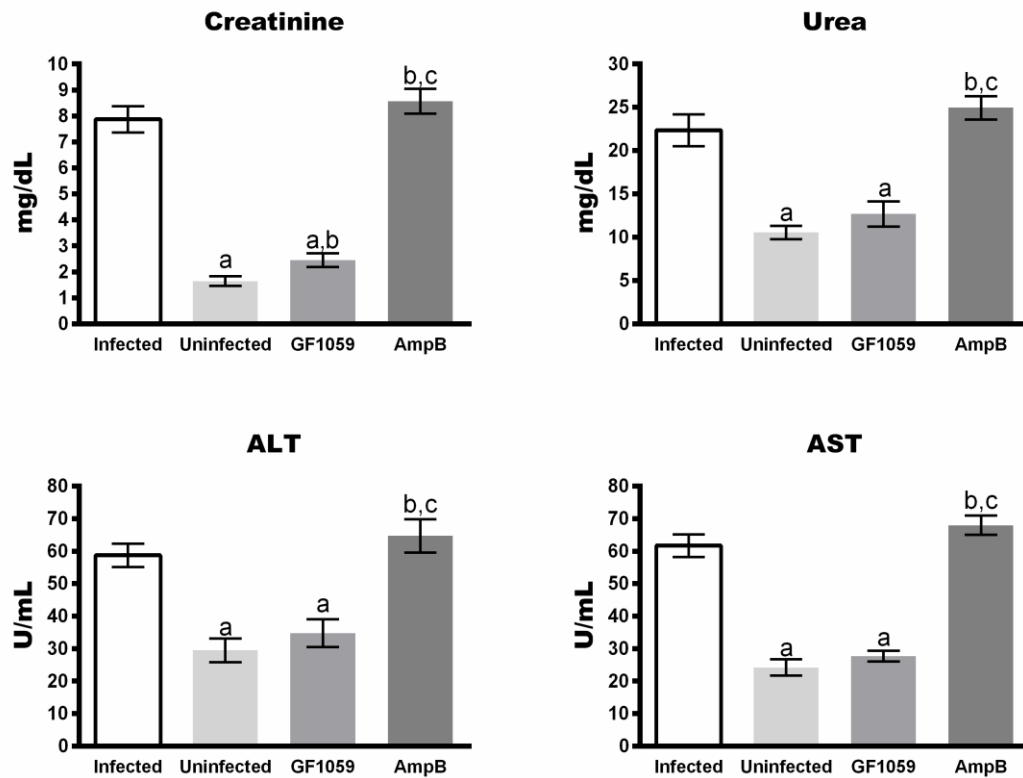 Creatinine
mg/dL
10
9
8
7
6
5
4
3
2
1
0
a
a,b
b,c
Infected Uninfected GF1059 AmpB
Urea
mg/dL
30
25
20
15
10
5
0
a
a
b,c
Infected Uninfected GF1059 AmpB
ALT
U/mL
80
70
60
50
40
30
20
10
0
a
a
b,c
Infected Uninfected GF1059 AmpB
AST
U/mL
80
70
60
50
40
30
20
10
0
a
a
b,c
Infected Uninfected GF1059 AmpB